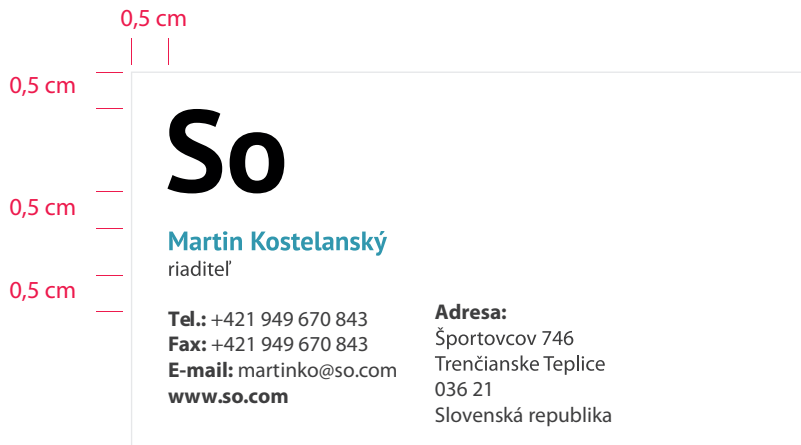 0,5 cm
0,5 cm
So
0,5 cm
Martin Kostelanský
riaditeľ
0,5 cm
Tel.: +421 949 670 843
Fax: +421 949 670 843
E-mail: martinko@so.com
www.so.com
Adresa:
Športovcov 746
Trenčianske Teplice
036 21
Slovenská republika